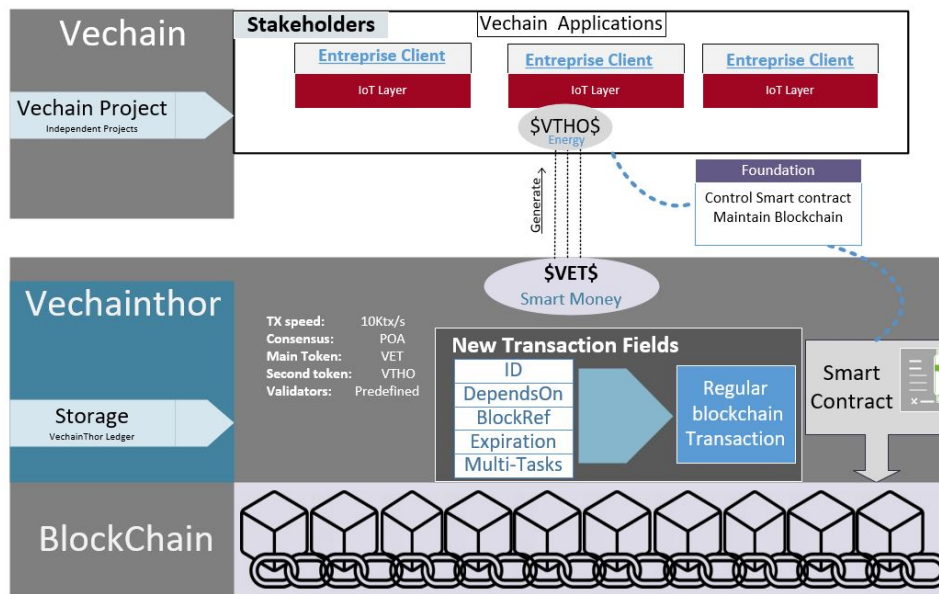 Vechain
Stakeholders
Vechain Applications
Entreprise Client
IoT Layer
Entreprise Client
IoT Layer
Entreprise Client
IoT Layer
Vechain Project
Independent Projects
$VTHO$
Energy
Generate
Foundation
Control Smart contract
Maintain Blockchain
Vechainthor
$VET$
Smart Money
TX speed: 10Ktx/s
Consensus: POA
Main Token: VET
Second token: VTHO
Validators: Predefined
New Transaction Fields
ID
DependsOn
BlockRef
Expiration
Multi-Tasks
Regular
blockchain
Transaction
Smart
Contract
Storage
VechainThor Ledger
BlockChain